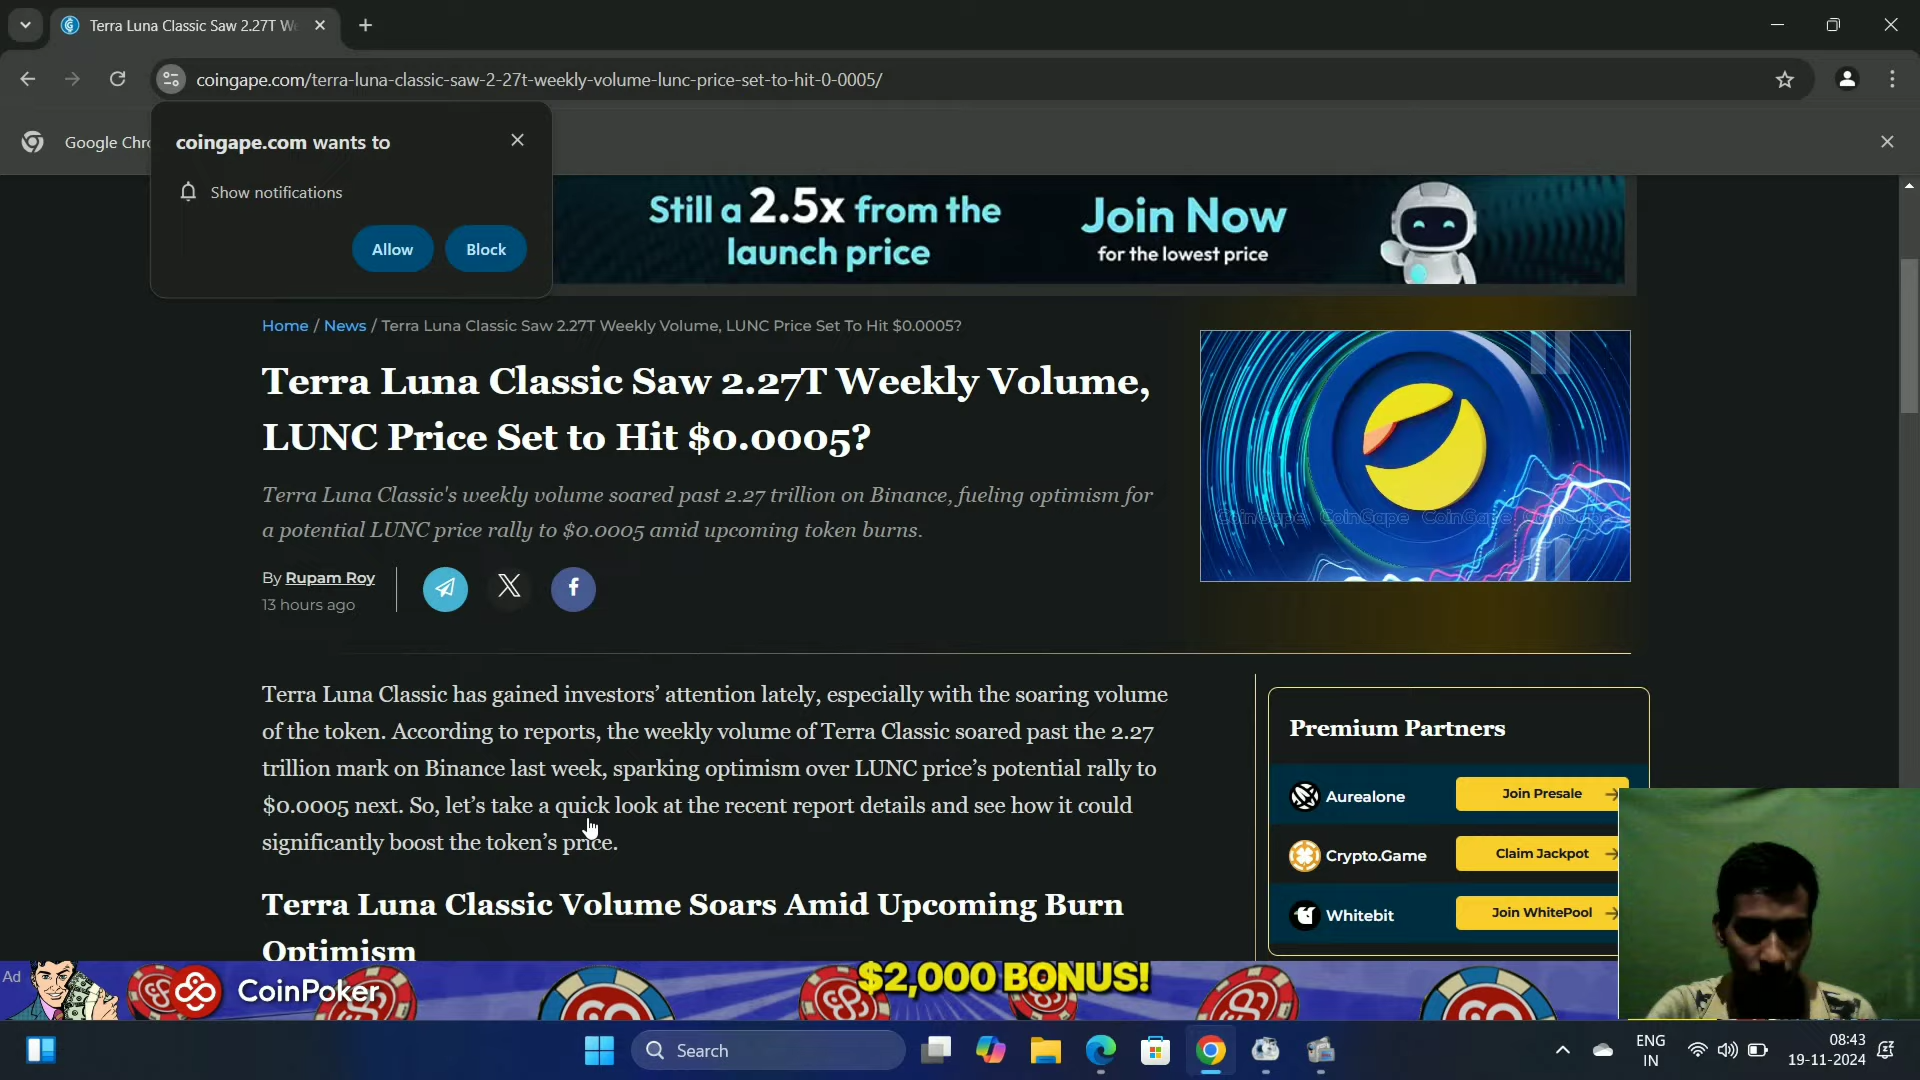 Terra Luna Classic Saw 2.27T We
coingape.com/terra-luna-classic-saw-2-27t-weekly-volume-lunc-price-set-to-hit-0-0005/
Google Chro
coingape.com wants to
Show notifications
Allow
Block
Still a 2.5x from the
launch price
Join Now
for the lowest price
Home / News / Terra Luna Classic Saw 2.27T Weekly Volume, LUNC Price Set To Hit $0.0005?
Terra Luna Classic Saw 2.27T Weekly Volume,
LUNC Price Set to Hit $0.0005?
Terra Luna Classic's weekly volume soared past 2.27 trillion on Binance, fueling optimism for
a potential LUNC price rally to $0.0005 amid upcoming token burns.
By Rupam Roy
13 hours ago
CoinGape CoinGape CoinGape
Terra Luna Classic has gained investors’ attention lately, especially with the soaring volume
of the token. According to reports, the weekly volume of Terra Classic soared past the 2.27
trillion mark on Binance last week, sparking optimism over LUNC price’s potential rally to
$0.0005 next. So, let’s take a quick look at the recent report details and see how it could
significantly boost the token’s price.
Terra Luna Classic Volume Soars Amid Upcoming Burn
Optimism
Premium Partners
Aurealone
Join Presale
Crypto.Game
Claim Jackpot
Whitebit
Join WhitePool
Ad
CoinPoker
$2,000 BONUS!
Search
ENG
IN
08:43
19-11-2024